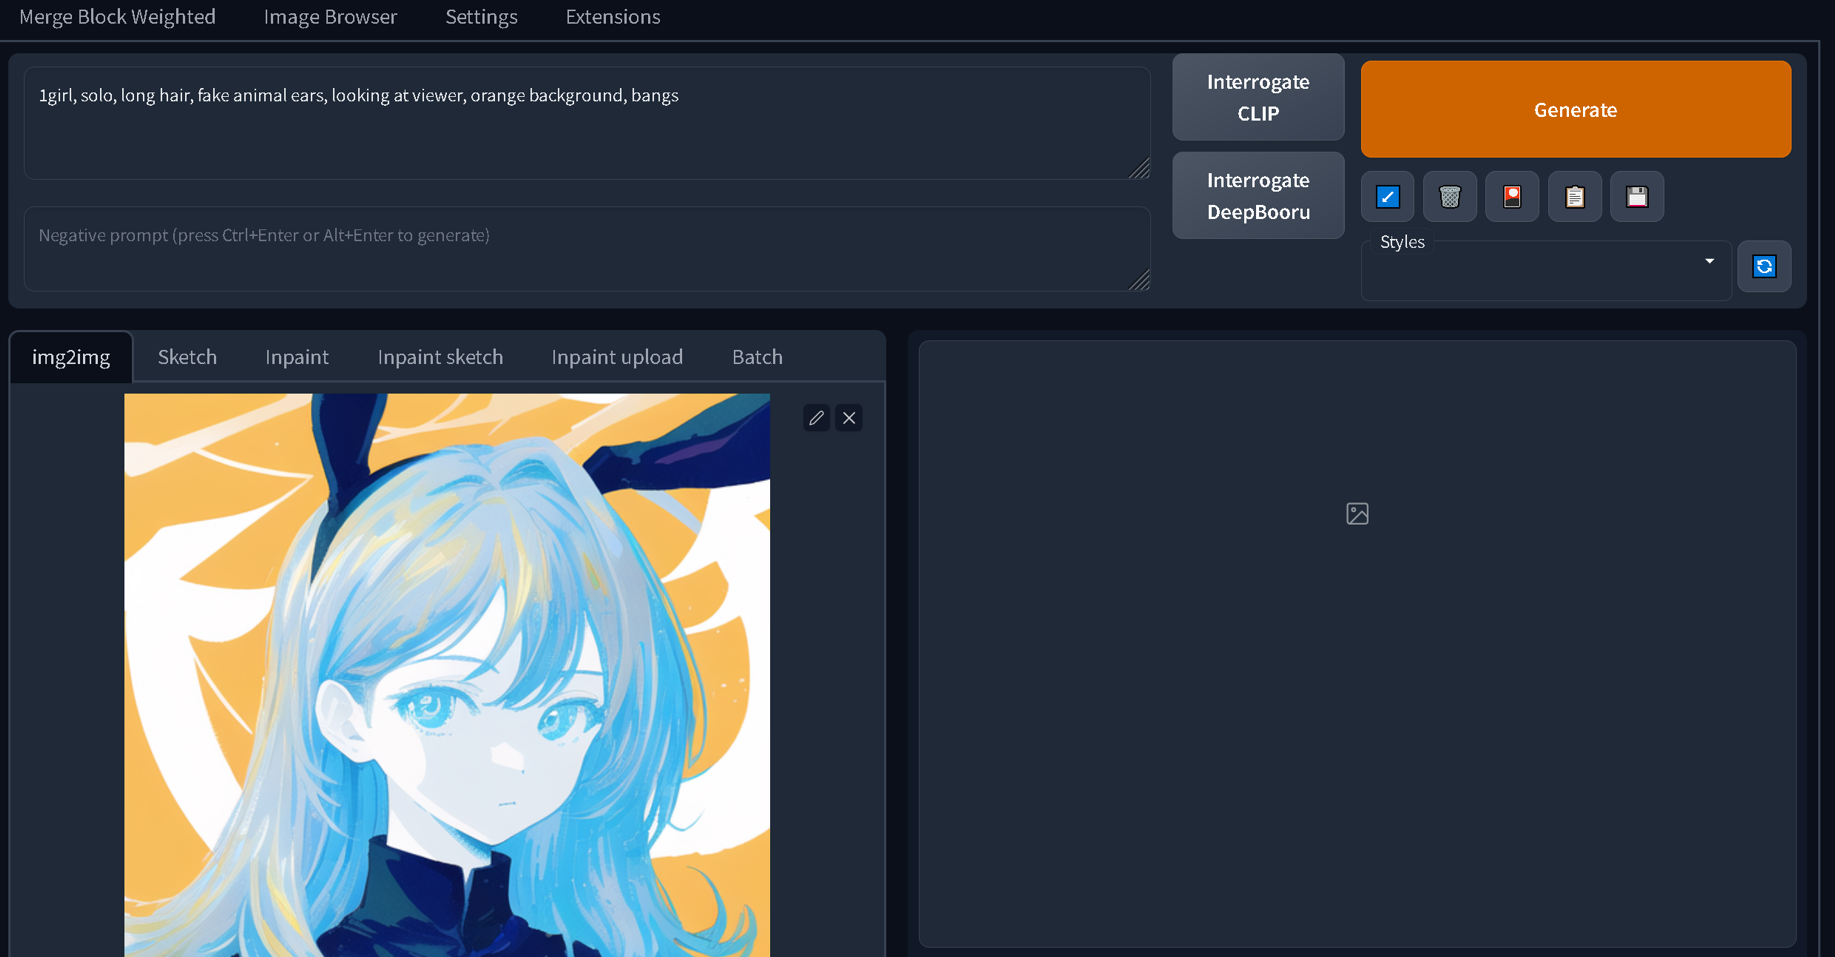 Merge Block Weighted Image Browser Settings Extensions
1girl, solo, long hair, fake animal ears, looking at viewer, orange background, bangs
Interrogate
CLIP
Generate
Interrogate
DeepBooru
Negative prompt (press Ctrl+Enter or Alt+Enter to generate)
Styles
img2img Sketch Inpaint Inpaint sketch Inpaint upload Batch